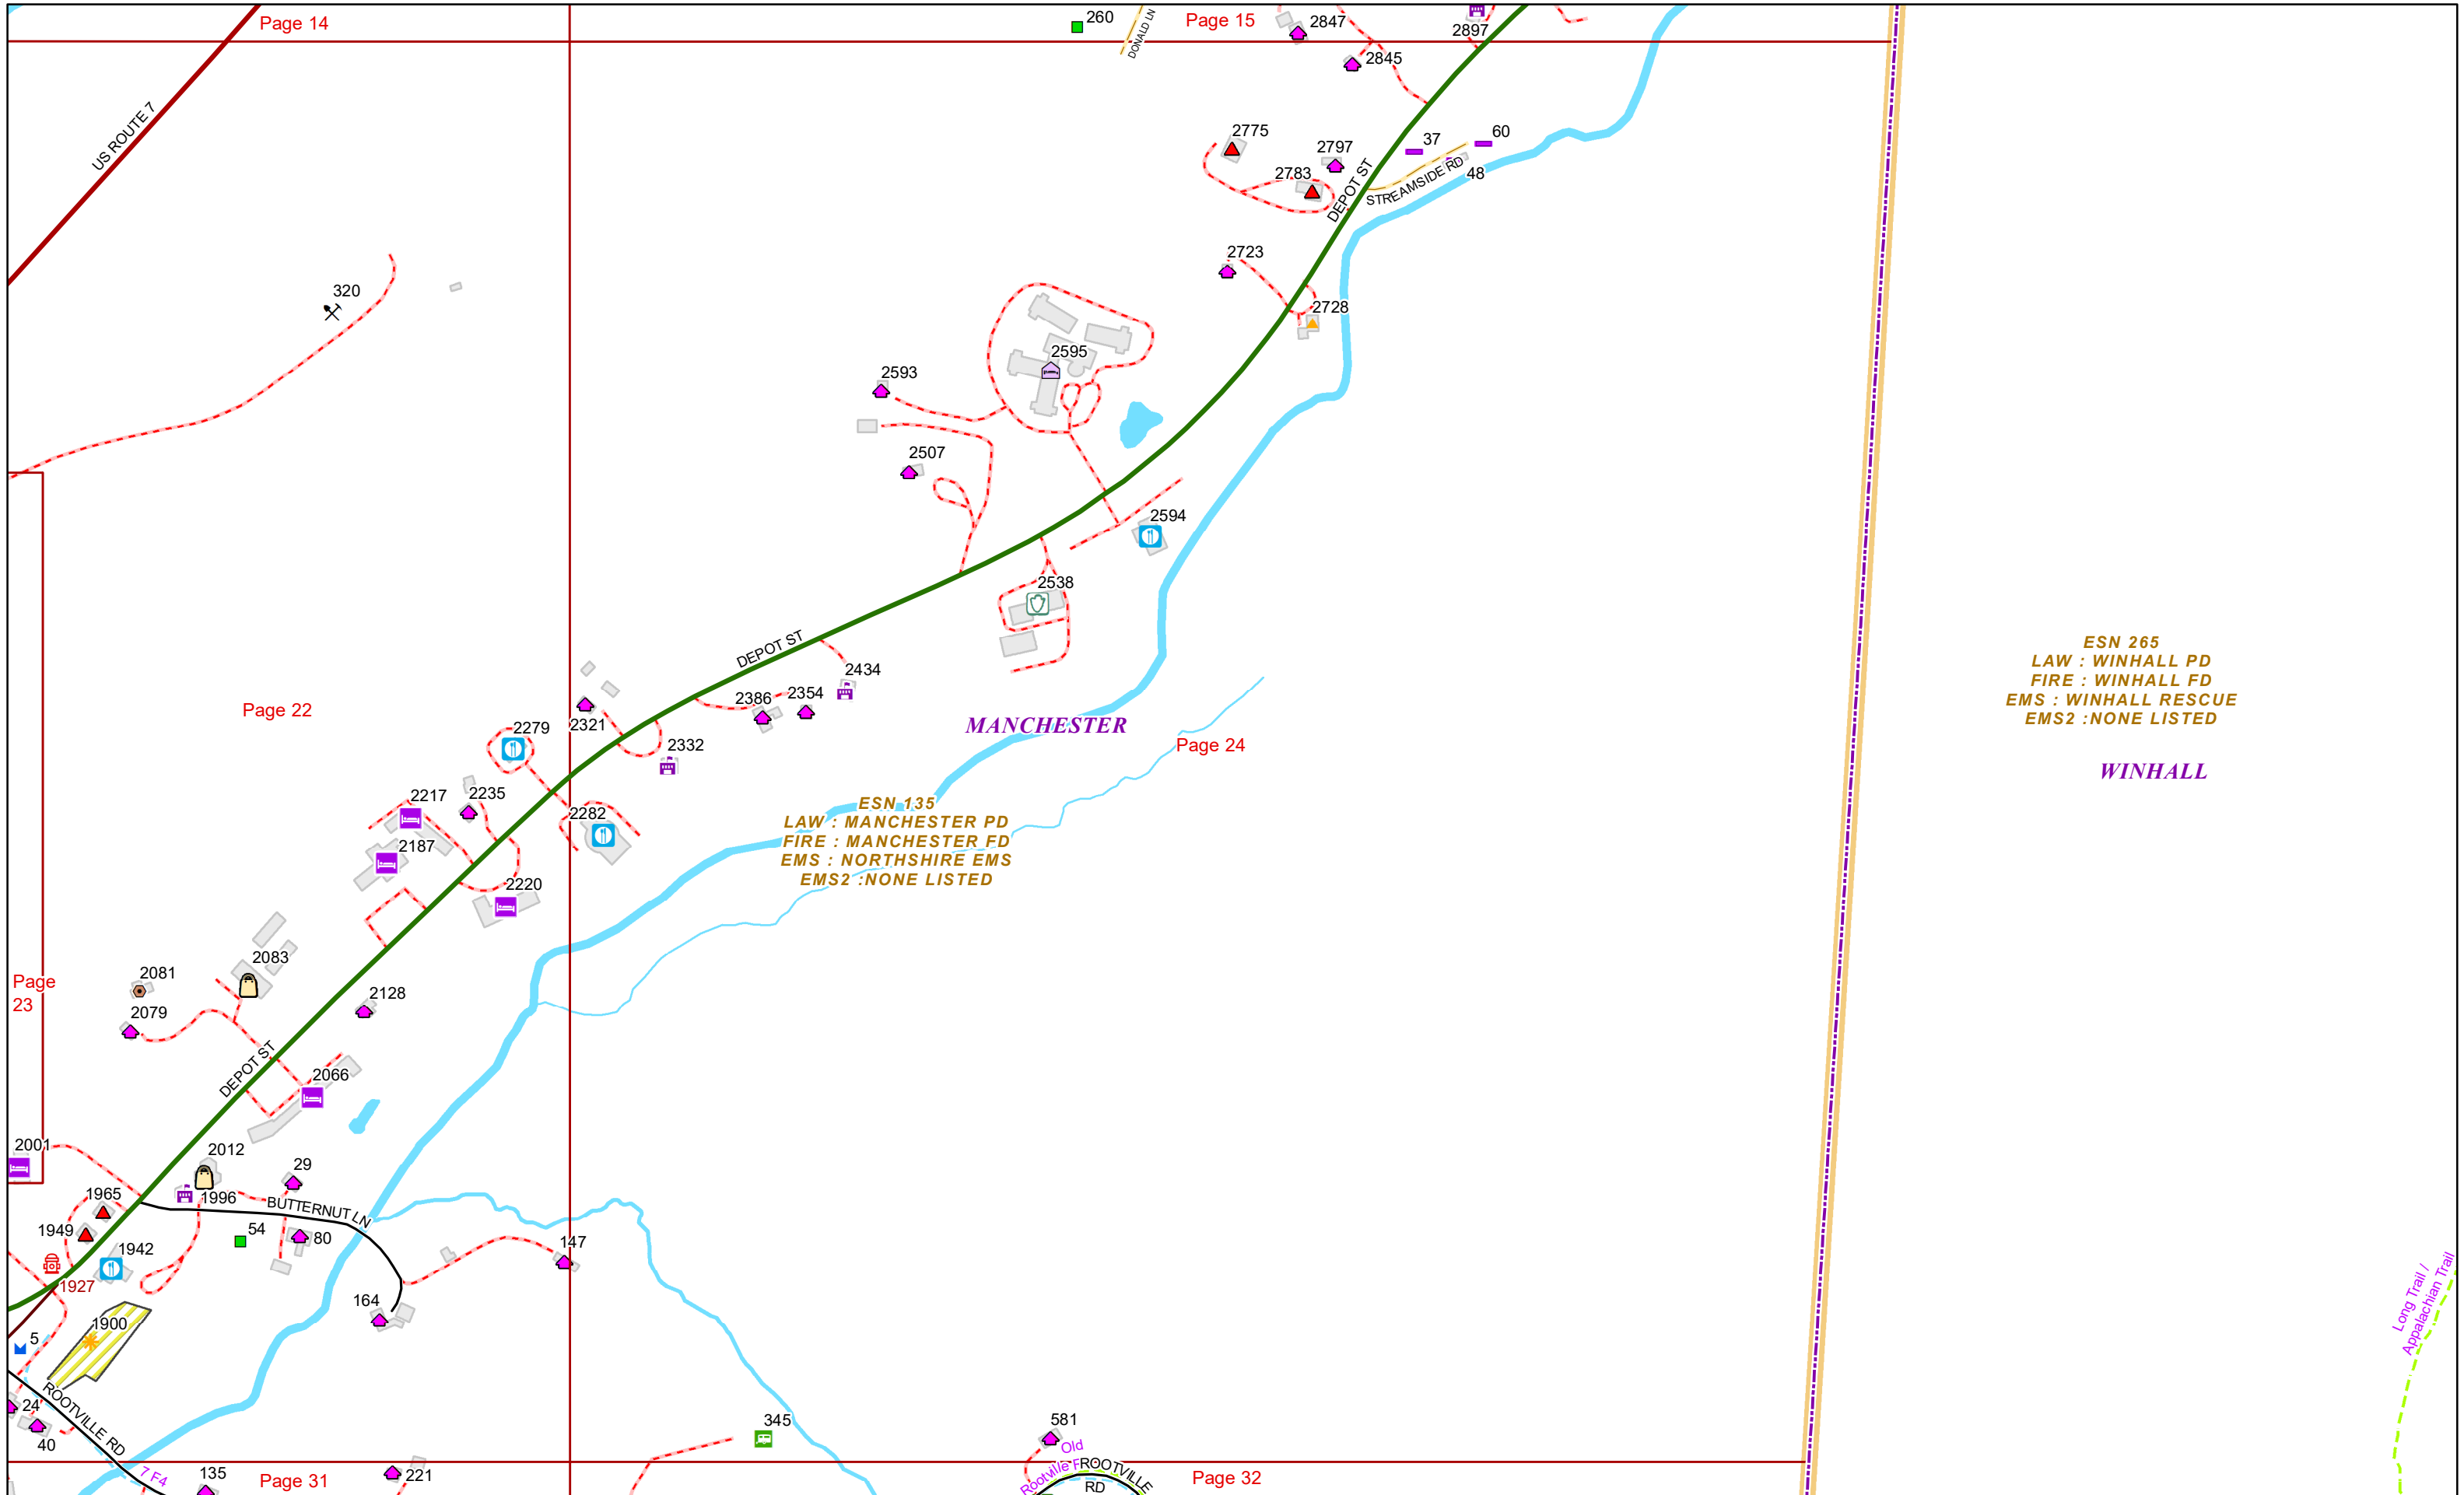 Page 14
260
DONALD LN
Page 15
2847
2897
2845
US ROUTE 7
2775
2797
37
60
2783
DEPOT ST
STREAMSIDE RD
48
2723
320
2728
2595
2593
2507
2594
2538
DEPOT ST
2434
2386
2354
Page 22
2321
2279
2332
MANCHESTER
Page 24
ESN 265
LAW : WINHALL PD
FIRE : WINHALL FD
EMS : WINHALL RESCUE
EMS2 :NONE LISTED
WINHALL
2217
2235
2282
2187
2220
ESN 135
LAW : MANCHESTER PD
FIRE : MANCHESTER FD
EMS : NORTHSHIRE EMS
EMS2 :NONE LISTED
2083
2081
Page
23
2128
2079
DEPOT ST
2066
2001
2012
29
1965
1996
BUTTERNUT LN
1949
54
80
1942
147
1927
164
1900
5
Long Trail /
Appalachian Trail
24
ROOTVILLE RD
40
345
581
Old
Rootville
ROOTVILLE
RD
7 F4
135
Page 31
221
Page 32